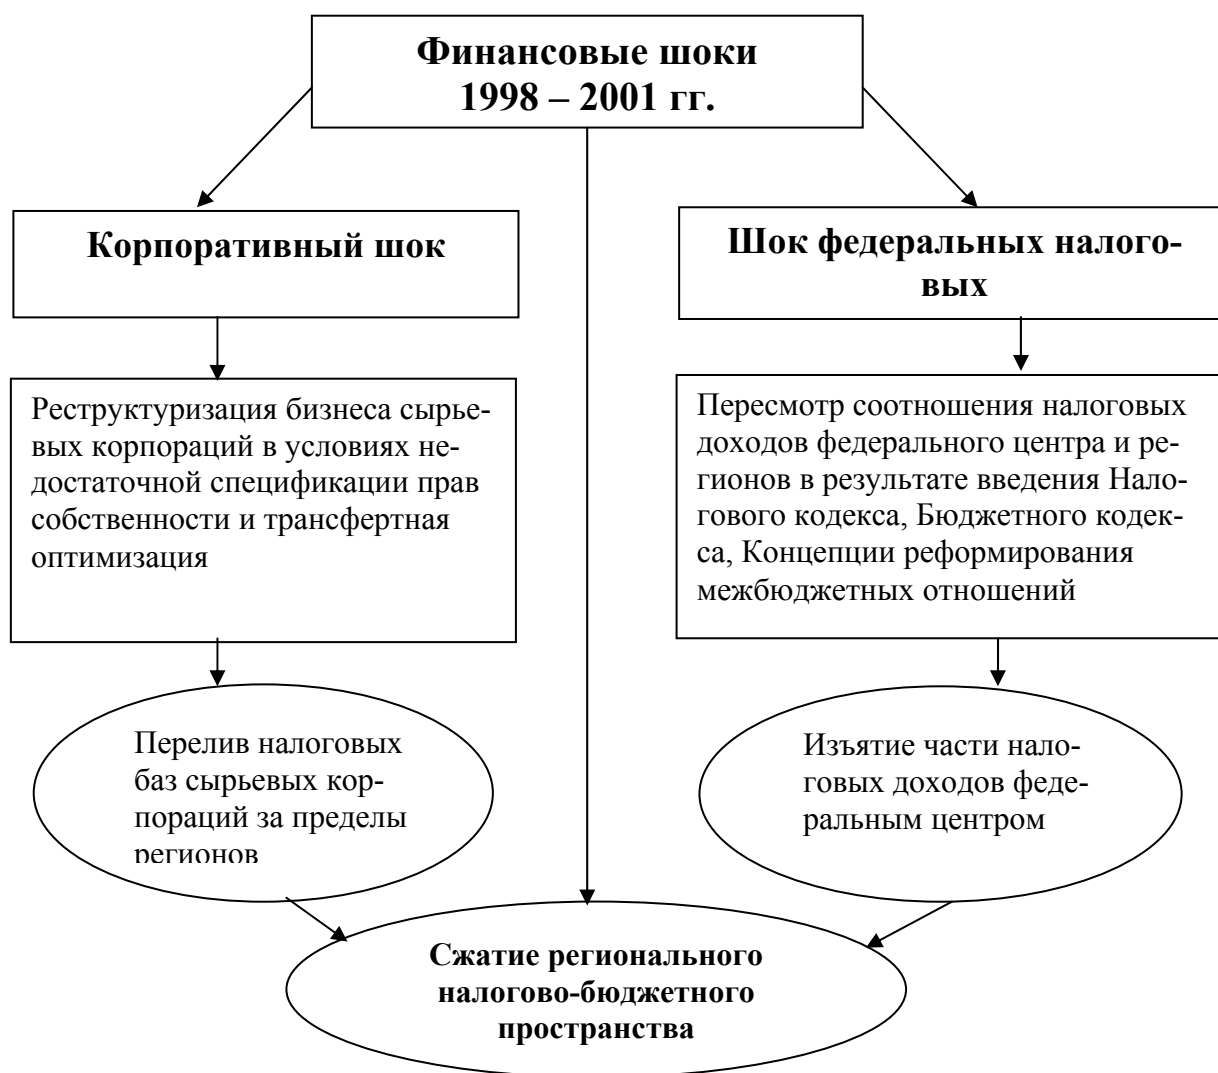 Финансовые шоки
1998 – 2001 гг.
Корпоративный шок
Шок федеральных налого-
вых
Реструктуризация бизнеса сырье-
вых корпораций в условиях не-
достаточной спецификации прав
собственности и трансфертная
оптимизация
Пересмотр соотношения налоговых
доходов федерального центра и ре-
гионов в результате введения Нало-
гового кодекса, Бюджетного кодек-
са, Концепции реформирования
межбюджетных отношений
Перелив налоговых
баз сырьевых кор-
пораций за пределы
регионов
Изъятие части нало-
говых доходов феде-
ральным центром
Сжатие регионального
налогово-бюджетного
пространства